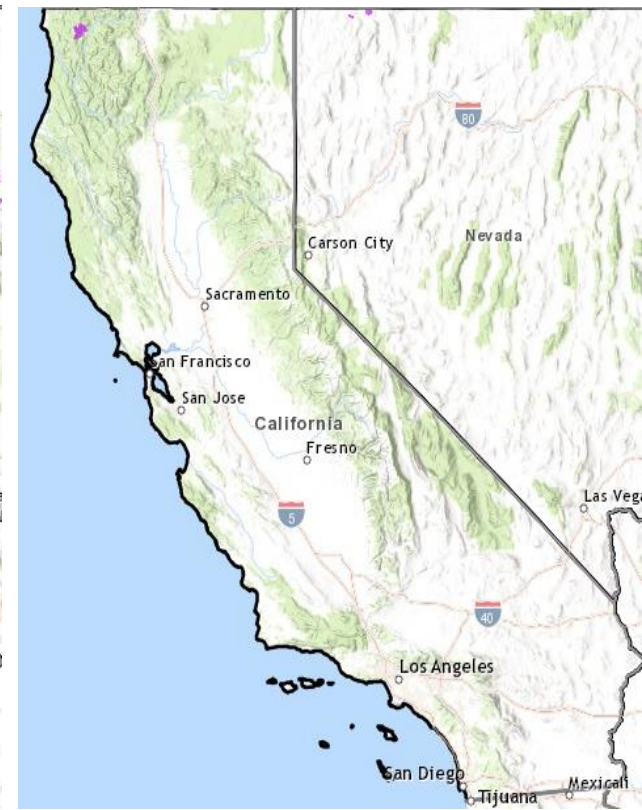 80
Carson City
Nevada
Sacramento
San Francisco
San Jose
California
Fresno
Las Vega
5
40
Los Angeles
San Diego
Tijuana
Mexicali